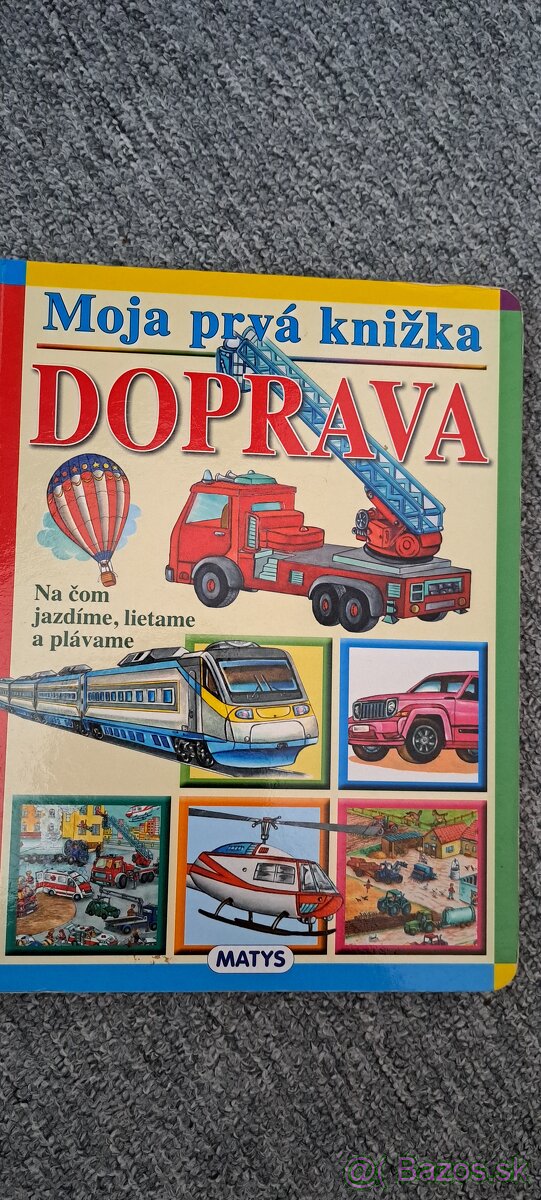 Moja prvá knižka
DOPRAVA
Na čom
jazdíme, lietame
a plávame
MATYS
@ Bazos.sk